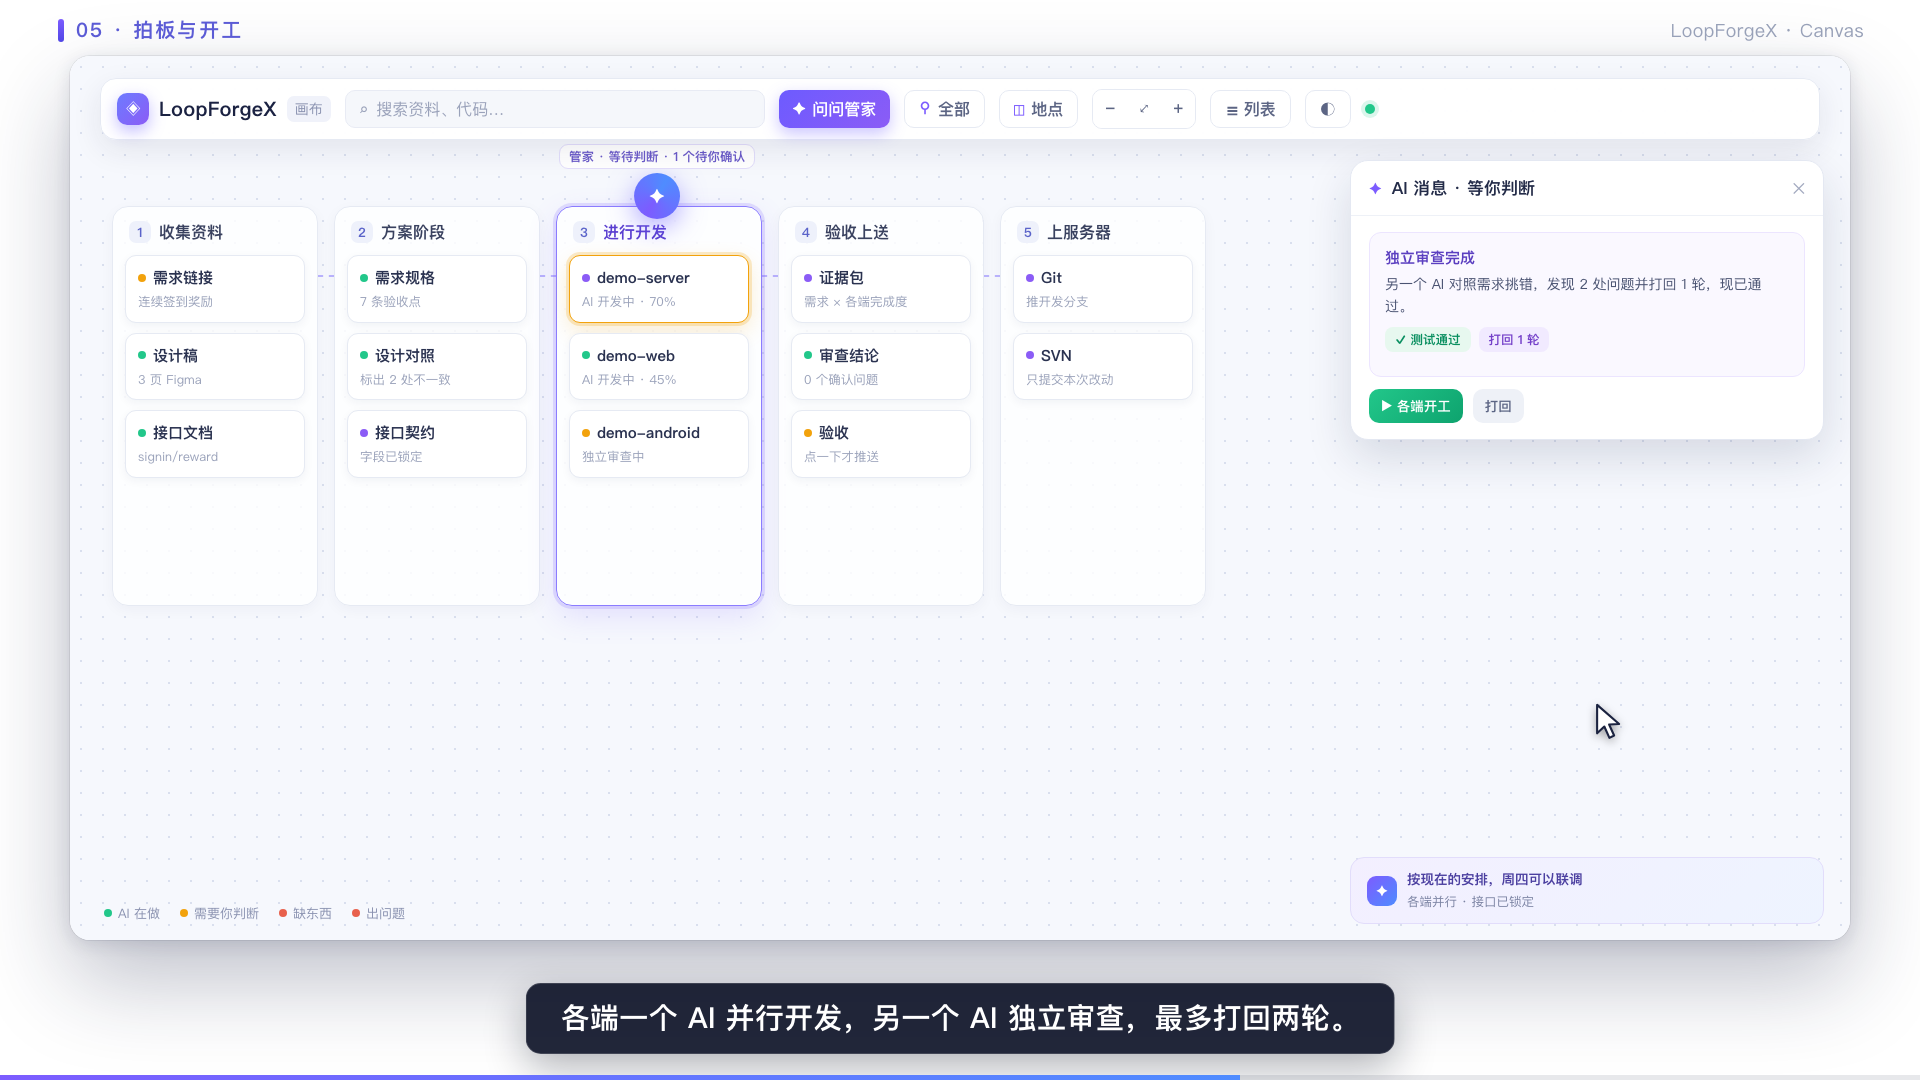 05 · 拍板与开工
LoopForgeX · Canvas
LoopForgeX 画布
搜索资料、代码...
问问管家
全部
地点
列表
管家 · 等待判断 · 1 个待你确认
1 收集资料
需求链接
连续签到奖励
设计稿
3 页 Figma
接口文档
signin/reward
2 方案阶段
需求规格
7 条验收点
设计对照
标出 2 处不一致
接口契约
字段已锁定
3 进行开发
demo-server
AI 开发中 · 70%
demo-web
AI 开发中 · 45%
demo-android
独立审查中
4 验收上送
证据包
需求 × 各端完成度
审查结论
0 个确认问题
验收
点一下才推送
5 上服务器
Git
推开发分支
SVN
只提交本次改动
AI 消息 · 等你判断
独立审查完成
另一个 AI 对照需求挑错，发现 2 处问题并打回 1 轮，现已通
过。
✓ 测试通过 打回 1 轮
▶ 各端开工 打回
按现在的安排，周四可以联调
各端并行 · 接口已锁定
AI 在做 需要你判断 缺东西 出问题
各端一个 AI 并行开发，另一个 AI 独立审查，最多打回两轮。